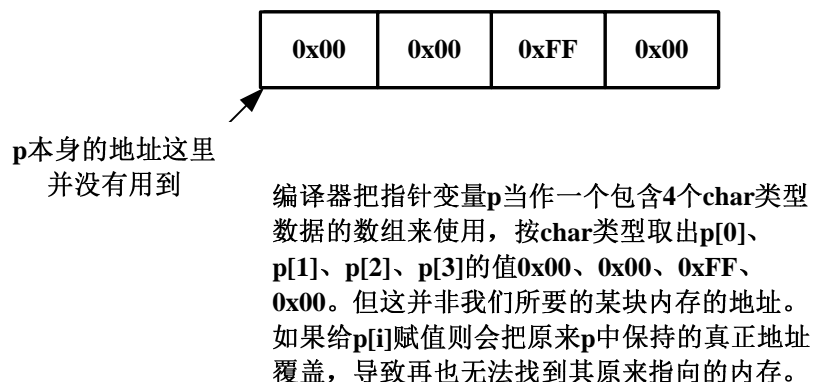 0x00 0x00 0xFF 0x00
p本身的地址这里
并没有用到
编译器把指针变量p当作一个包含4个char类型
数据的数组来使用，按char类型取出p[0]、
p[1]、p[2]、p[3]的值0x00、0x00、0xFF、
0x00。但这并非我们所要的某块内存的地址。
如果给p[i]赋值则会把原来p中保持的真正地址
覆盖，导致再也无法找到其原来指向的内存。